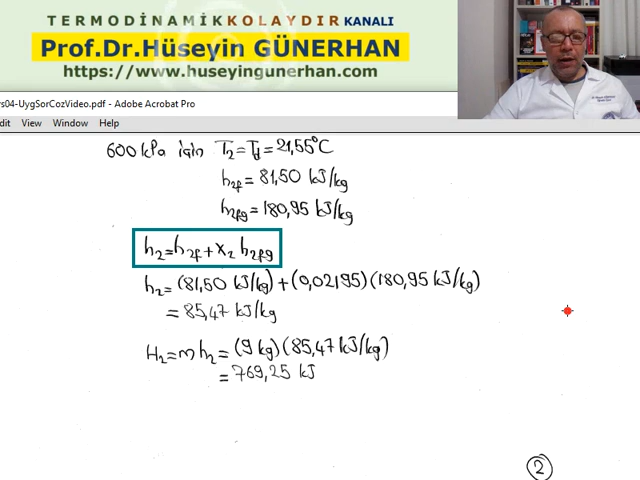 TERMODİNAMİKKOLAYDIR KANALI
Prof.Dr.Hüseyin GÜNERHAN
https://www.huseyingunerhan.com
rs04-UygSorCozVideo.pdf - Adobe Acrobat Pro
dit View Window Help
600 kPa için T2=Td=21,55°C
h2f=81,50 kJ/kg
h2fg=180,95 kJ/kg
h2=h2f+x2 h2fg
h2=(81,50 kJ/kg)+(0,02195)(180,95 kJ/kg)
=85,47 kJ/kg
H2=mh2=(9 kg)(85,47 kJ/kg)
=769,25 kJ
2